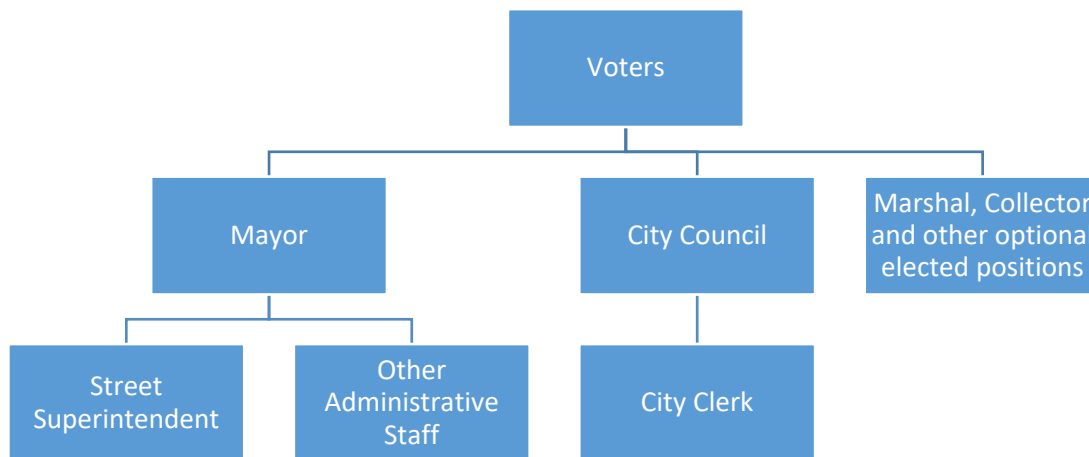 Voters
Mayor
City Council
Marshal, Collector
and other optiona
elected positions
Street
Superintendent
Other
Administrative
Staff
City Clerk